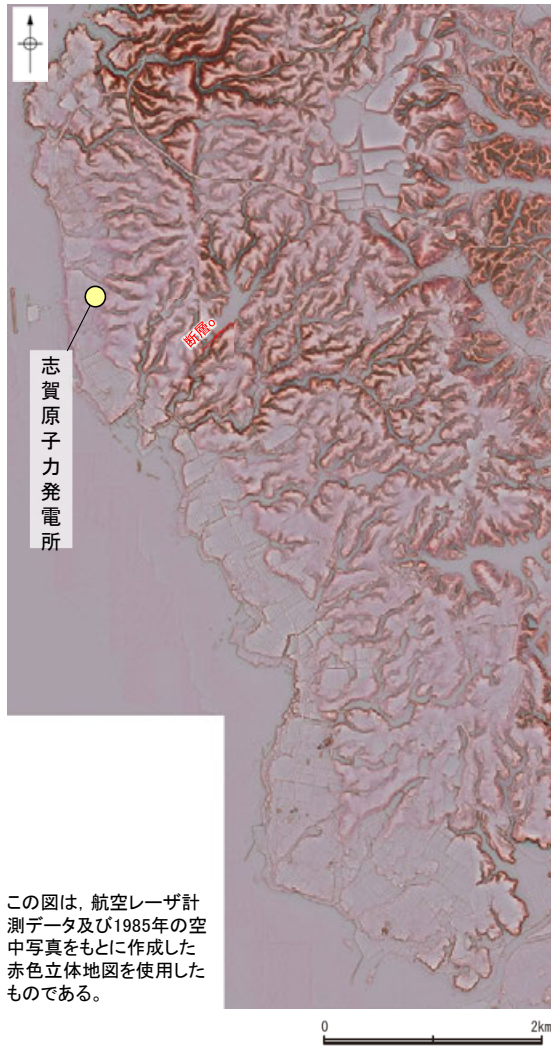 断層o
志賀原子力発電所
この図は，航空レーザ計
測データ及び1985年の空
中写真をもとに作成した
赤色立体地図を使用した
ものである。
0 2km